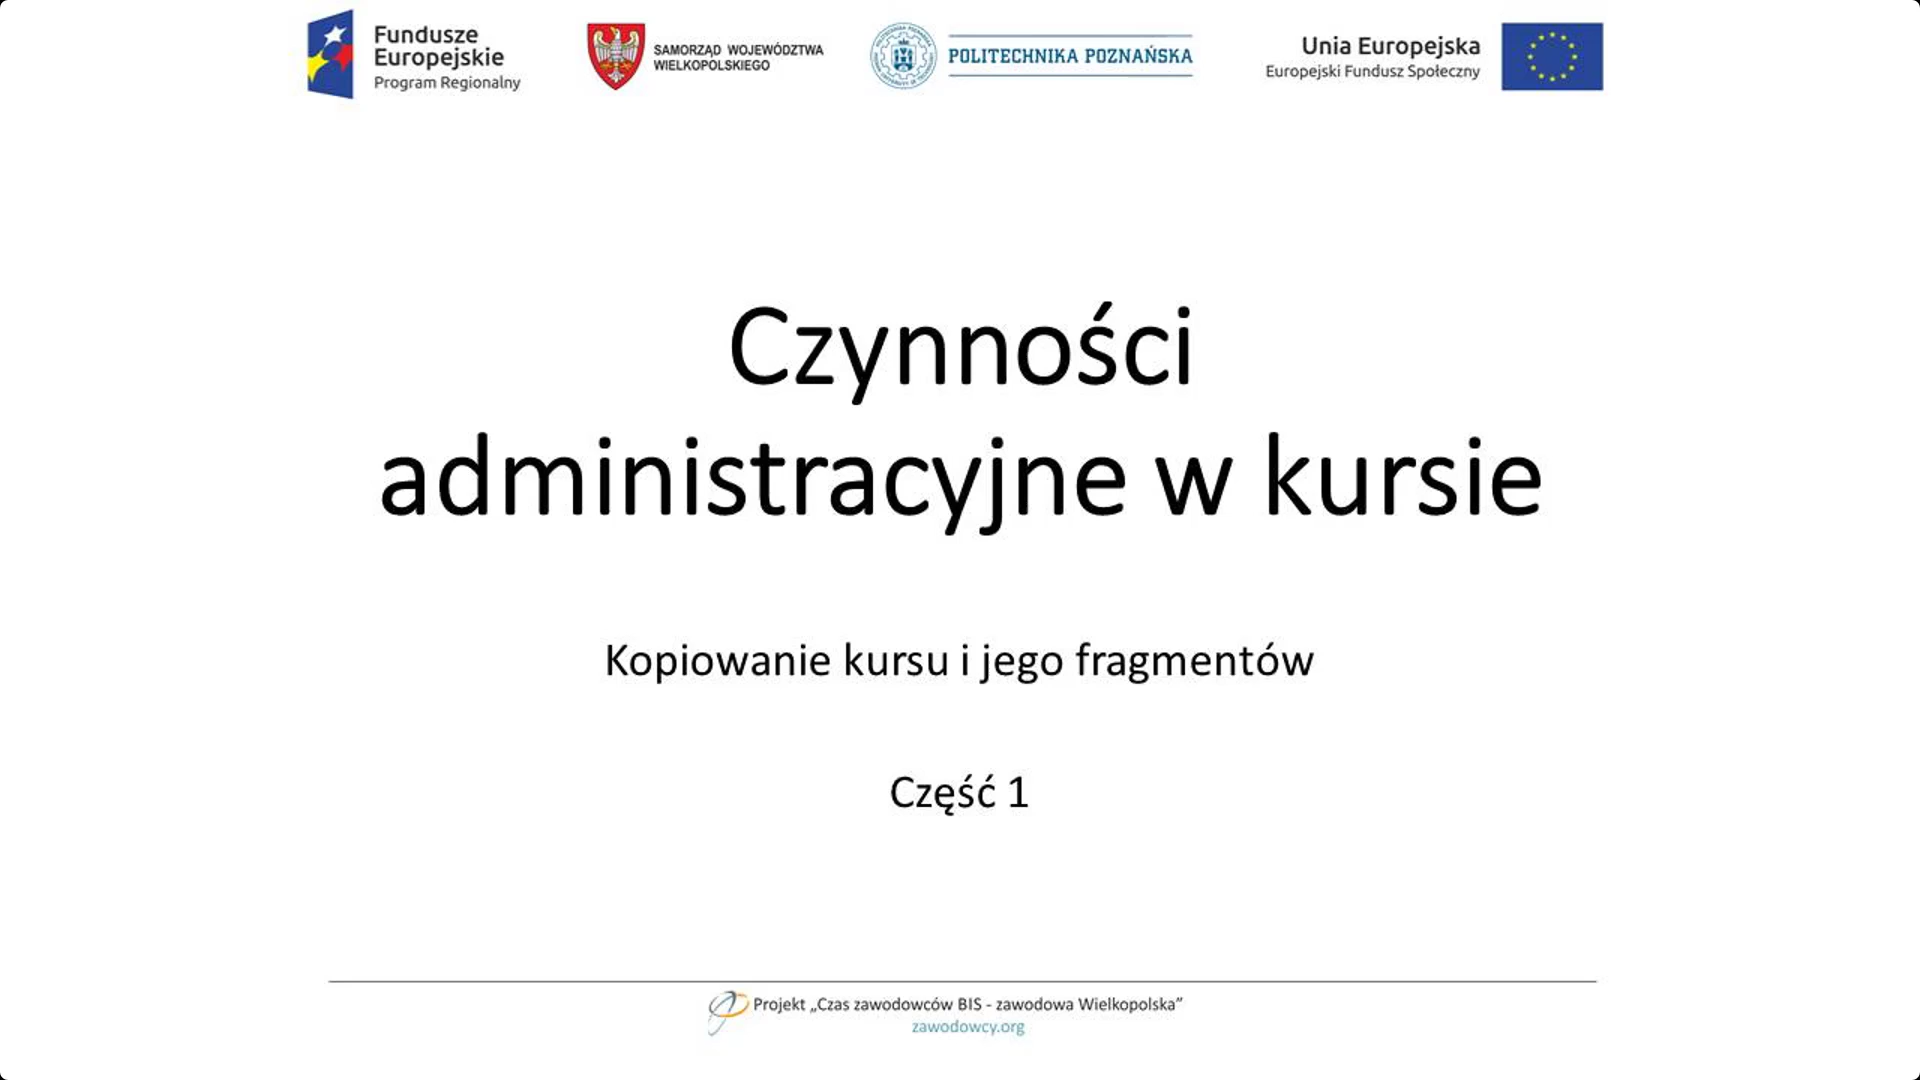 Fundusze
Europejskie
Program Regionalny
SAMORZĄD WOJEWÓDZTWA
WIELKOPOLSKIEGO
POLITECHNIKA POZNAŃSKA
Unia Europejska
Europejski Fundusz Społeczny
Czynności
administracyjne w kursie
Kopiowanie kursu i jego fragmentów
Część 1
Projekt „Czas zawodowców BIS - zawodowa Wielkopolska”
zawodowcy.org